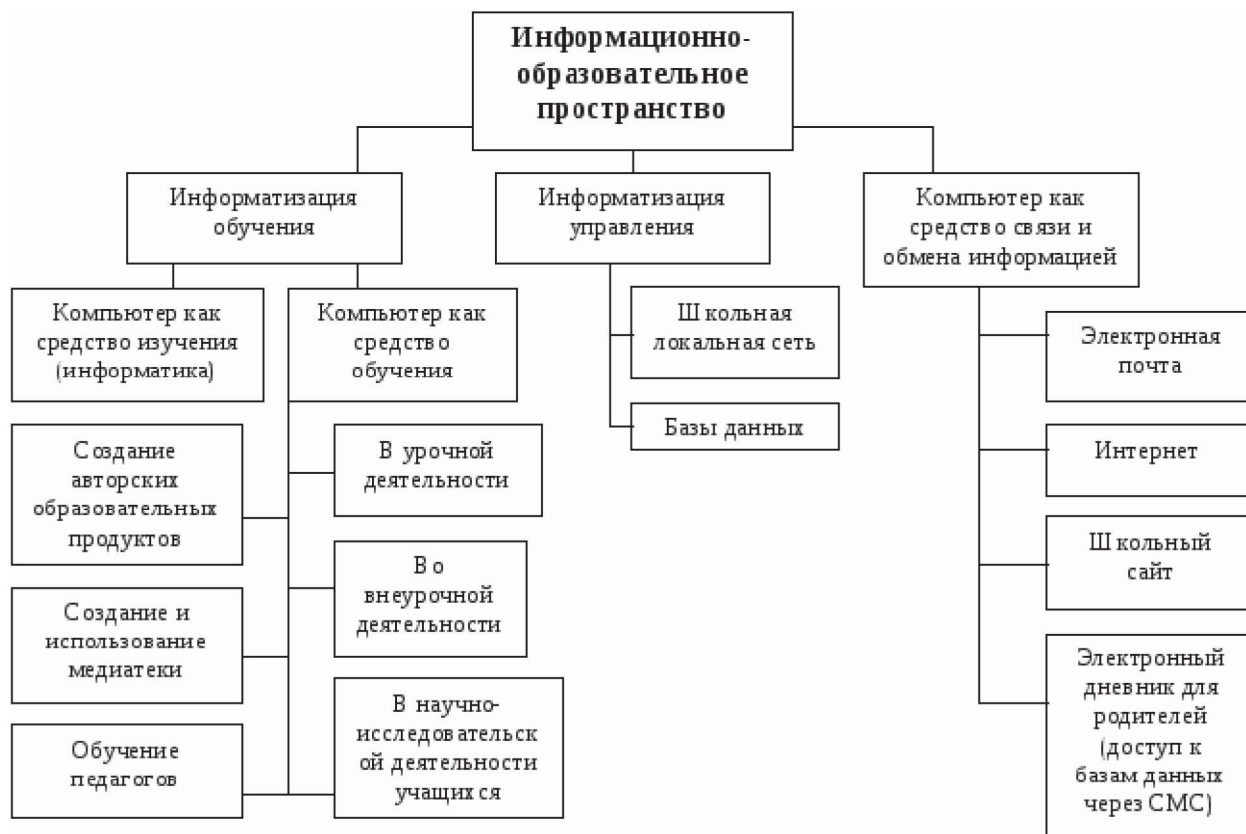 Информационно-
образовательное
пространство
Информатизация
обучения
Информатизация
управления
Компьютер как
средство связи и
обмена информацией
Компьютер как
средство изучения
(информатика)
Компьютер как
средство
обучения
Школьная
локальная сеть
Базы данных
Электронная
почта
Интернет
Школьный
сайт
Электронный
дневник для
родителей
(доступ к
базам данных
через СМС)
Создание
авторских
образовательных
продуктов
В урочной
деятельности
Создание и
использование
медиатеки
Во
внеурочной
деятельности
Обучение
педагогов
В научно-
исследовательск
ой деятельности
учащихся